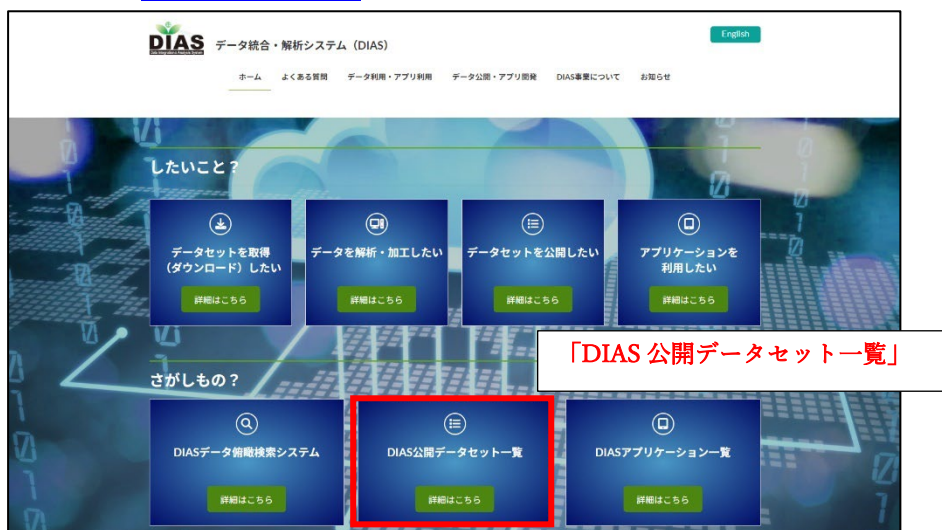 DIAS
Data Integration & Analysis System
データ統合・解析システム（DIAS）
English
ホーム よくある質問 データ利用・アプリ利用 データ公開・アプリ開発 DIAS事業について お知らせ
したいこと？
データセットを取得
（ダウンロード）したい
詳細はこちら
データを解析・加工したい
詳細はこちら
データセットを公開したい
詳細はこちら
アプリケーションを
利用したい
詳細はこちら
「DIAS 公開データセット一覧」
さがしもの？
DIASデータ俯瞰検索システム
詳細はこちら
DIAS公開データセット一覧
詳細はこちら
DIASアプリケーション一覧
詳細はこちら